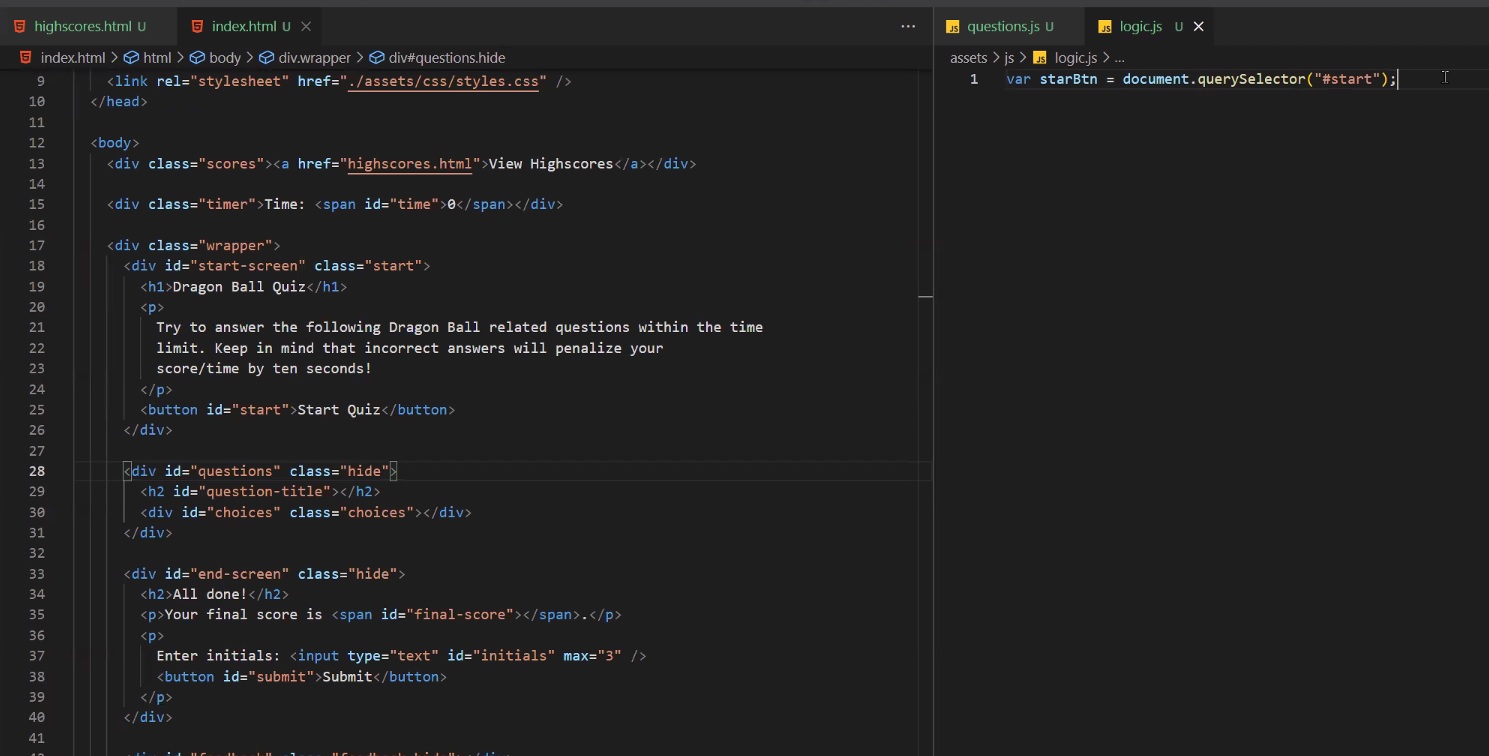 highscores.html U
index.html U
···
index.html > html > body > div.wrapper > div#questions.hide
9 <link rel="stylesheet" href="./assets/css/styles.css" />
10 </head>
11
12 <body>
13 <div class="scores"><a href="highscores.html">View Highscores</a></div>
14
15 <div class="timer">Time: <span id="time">0</span></div>
16
17 <div class="wrapper">
18 <div id="start-screen" class="start">
19 <h1>Dragon Ball Quiz</h1>
20 <p>
21 Try to answer the following Dragon Ball related questions within the time
22 limit. Keep in mind that incorrect answers will penalize your
23 score/time by ten seconds!
24 </p>
25 <button id="start">Start Quiz</button>
26 </div>
27
28 <div id="questions" class="hide">
29 <h2 id="question-title"></h2>
30 <div id="choices" class="choices"></div>
31 </div>
32
33 <div id="end-screen" class="hide">
34 <h2>All done!</h2>
35 <p>Your final score is <span id="final-score"></span>.</p>
36 <p>
37 Enter initials: <input type="text" id="initials" max="3" />
38 <button id="submit">Submit</button>
39 </p>
40 </div>
41
JS questions.js U
JS logic.js U
assets > js > JS logic.js > ...
1 var starBtn = document.querySelector("#start");